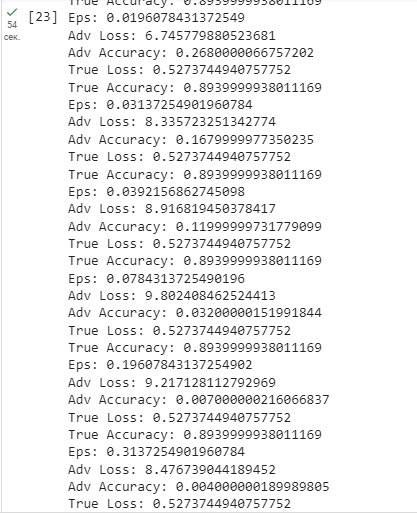 True Accuracy: 0.8939999938011169
[23] Eps: 0.0196078431372549
54
сек.
Adv Loss: 6.745779880523681
Adv Accuracy: 0.2680000066757202
True Loss: 0.5273744940757752
True Accuracy: 0.8939999938011169
Eps: 0.03137254901960784
Adv Loss: 8.335723251342774
Adv Accuracy: 0.1679999977350235
True Loss: 0.5273744940757752
True Accuracy: 0.8939999938011169
Eps: 0.0392156862745098
Adv Loss: 8.916819450378417
Adv Accuracy: 0.11999999731779099
True Loss: 0.5273744940757752
True Accuracy: 0.8939999938011169
Eps: 0.0784313725490196
Adv Loss: 9.802408462524413
Adv Accuracy: 0.03200000151991844
True Loss: 0.5273744940757752
True Accuracy: 0.8939999938011169
Eps: 0.19607843137254902
Adv Loss: 9.217128112792969
Adv Accuracy: 0.007000000216066837
True Loss: 0.5273744940757752
True Accuracy: 0.8939999938011169
Eps: 0.3137254901960784
Adv Loss: 8.476739044189452
Adv Accuracy: 0.004000000189989805
True Loss: 0.5273744940757752